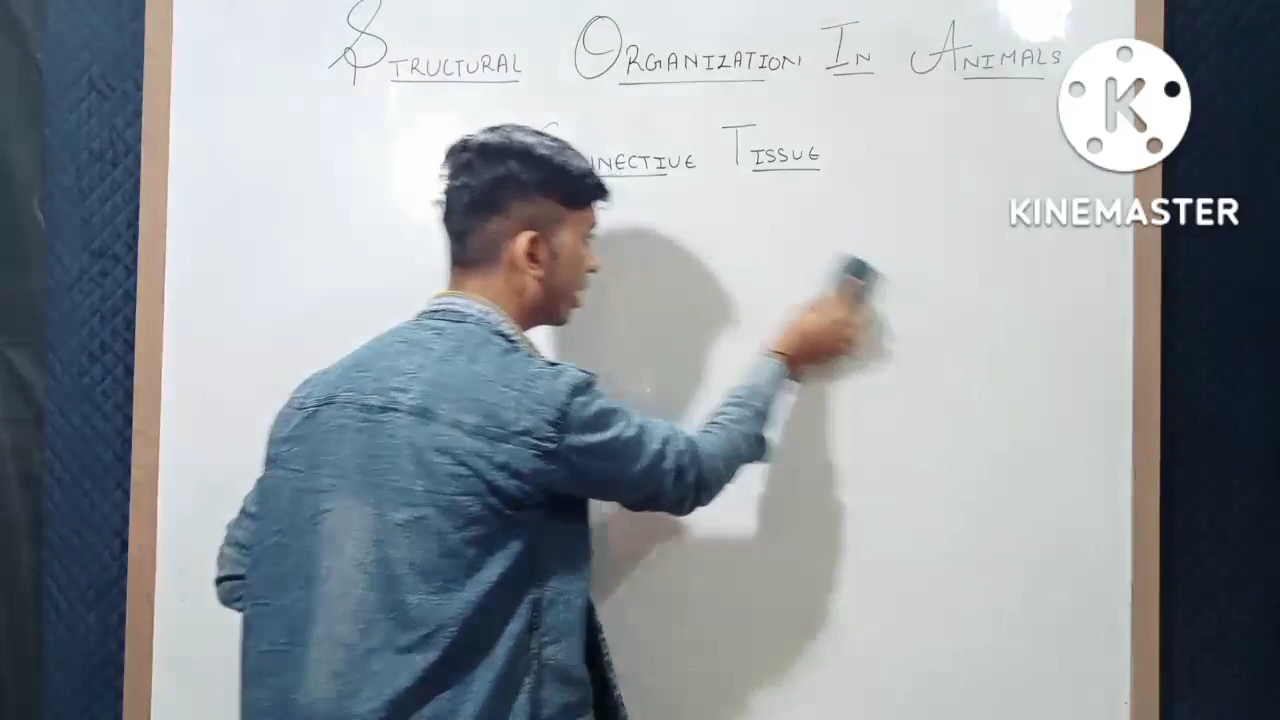 STRUCTURAL ORGANIZATION IN ANIMALS
TISSUE
K
KINEMASTER